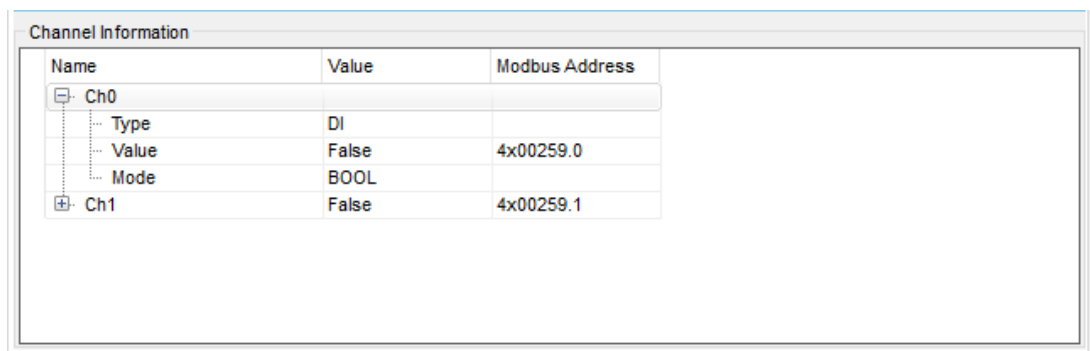 Channel Information
Name Value Modbus Address
Ch0
Type DI
Value False 4x00259.0
Mode BOOL
Ch1 False 4x00259.1